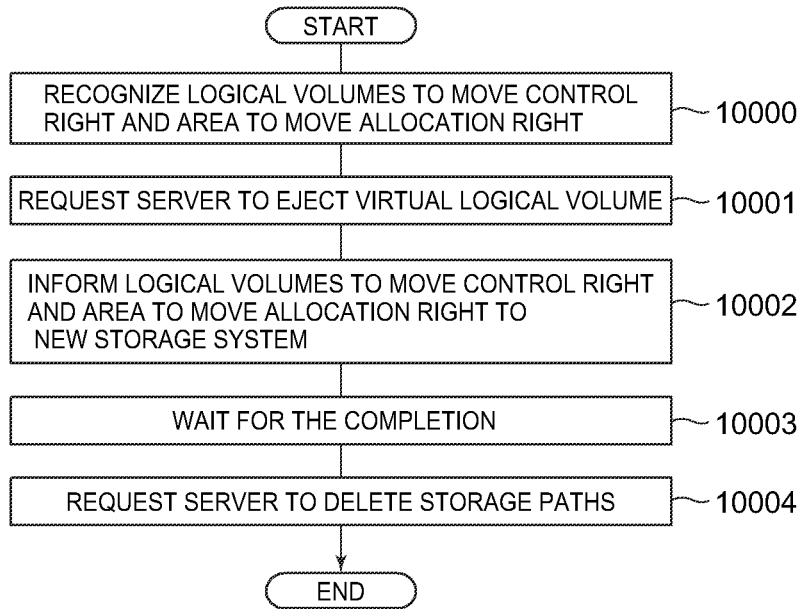 START
RECOGNIZE LOGICAL VOLUMES TO MOVE CONTROL
RIGHT AND AREA TO MOVE ALLOCATION RIGHT
10000
REQUEST SERVER TO EJECT VIRTUAL LOGICAL VOLUME
10001
INFORM LOGICAL VOLUMES TO MOVE CONTROL RIGHT
AND AREA TO MOVE ALLOCATION RIGHT TO
NEW STORAGE SYSTEM
10002
WAIT FOR THE COMPLETION
10003
REQUEST SERVER TO DELETE STORAGE PATHS
10004
END